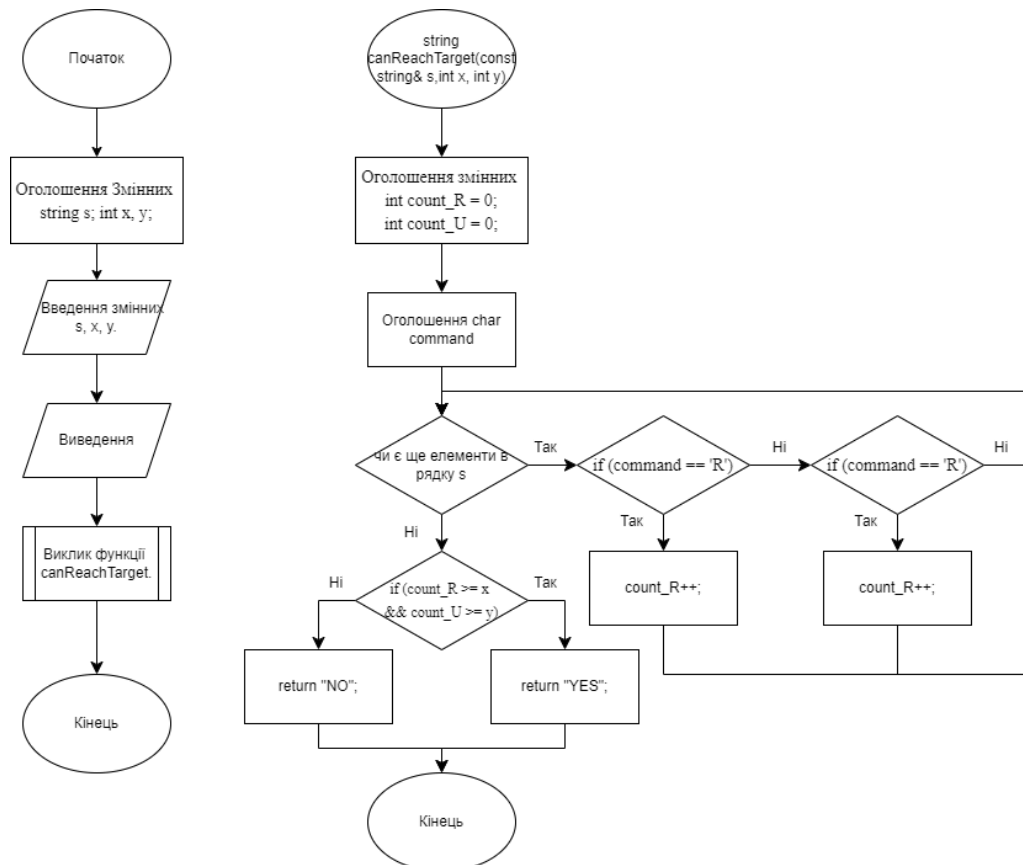 Початок
Оголошення Змінних
string s; int x, y;
Введення змінних
s, x, y.
Виведення
Виклик функції
canReachTarget.
Кінець
string
canReachTarget(const
string& s,int x, int y)
Оголошення змінних
int count_R = 0;
int count_U = 0;
Оголошення char
command
чи є ще елементи в
рядку s
Так
if (command == 'R')
Ні
if (command == 'R')
Ні
Так
count_R++;
Так
count_R++;
Ні
if (count_R >= x
&& count_U >= y)
Ні
Так
return "NO";
return "YES";
Кінець